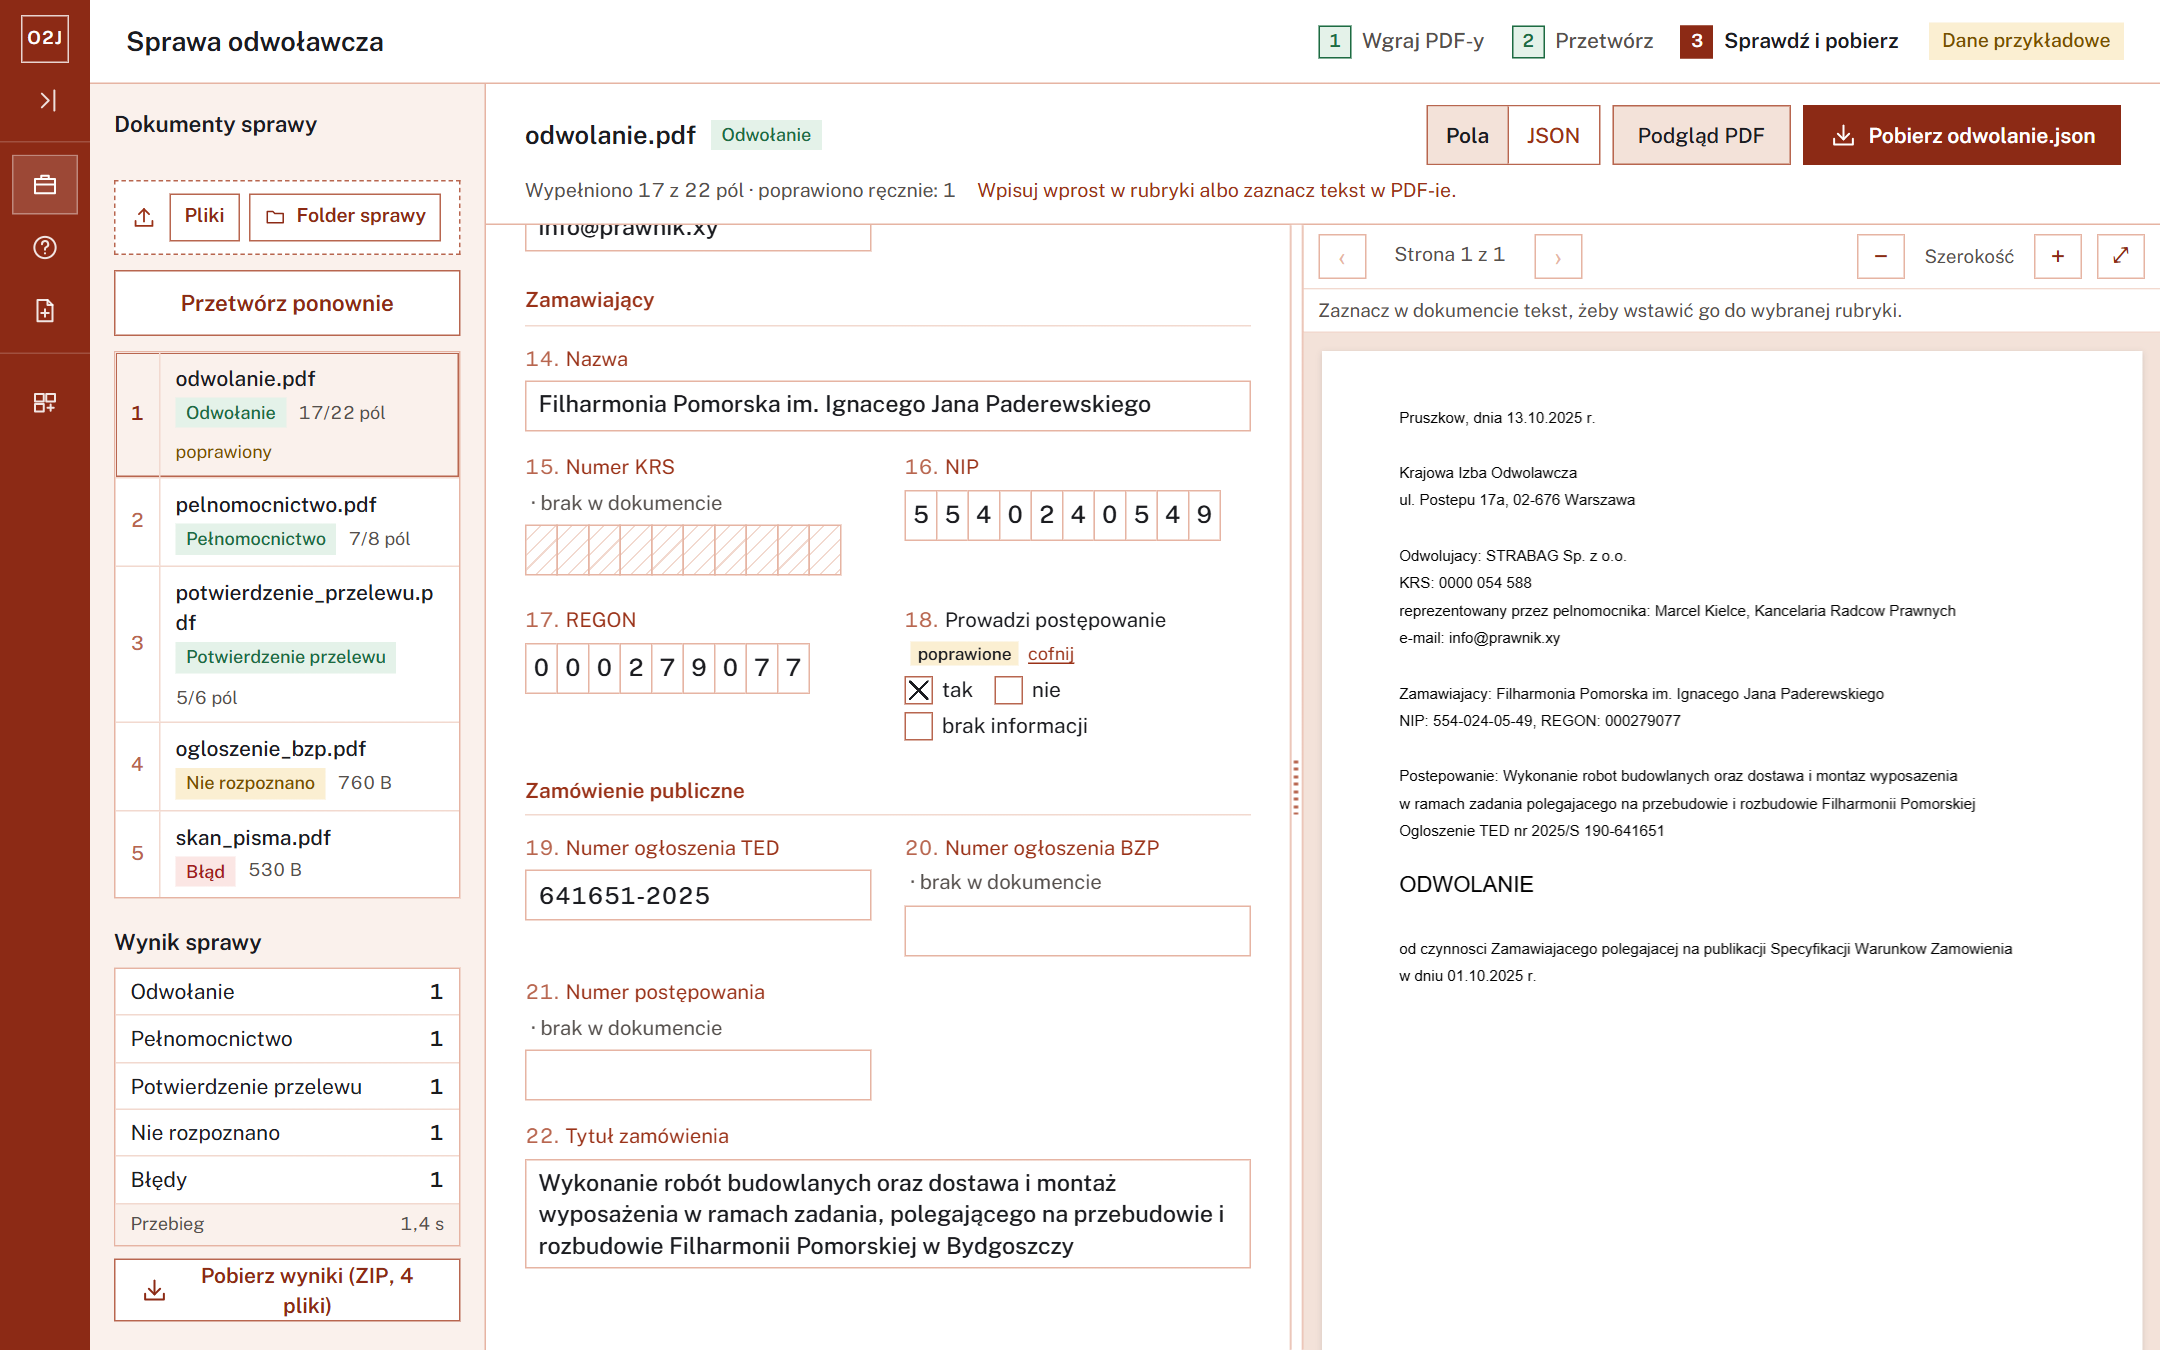 O2J
Sprawa odwoławcza
1 Wgraj PDF-y
2 Przetwórz
3 Sprawdź i pobierz
Dane przykładowe
Dokumenty sprawy
Pliki
Folder sprawy
Przetwórz ponownie
1
odwolanie.pdf
Odwołanie 17/22 pól
poprawiony
2
pelnomocnictwo.pdf
Pełnomocnictwo 7/8 pól
3
potwierdzenie_przelewu.p
df
Potwierdzenie przelewu
5/6 pól
4
ogloszenie_bzp.pdf
Nie rozpoznano 760 B
5
skan_pisma.pdf
Błąd 530 B
Wynik sprawy
Odwołanie 1
Pełnomocnictwo 1
Potwierdzenie przelewu 1
Nie rozpoznano 1
Błędy 1
Przebieg 1,4 s
Pobierz wyniki (ZIP, 4
pliki)
odwolanie.pdf Odwołanie
Pola JSON
Podgląd PDF
Pobierz odwolanie.json
Wypełniono 17 z 22 pól · poprawiono ręcznie: 1 Wpisuj wprost w rubryki albo zaznacz tekst w PDF-ie.
info@prawnik.xy
Zamawiający
14. Nazwa
Filharmonia Pomorska im. Ignacego Jana Paderewskiego
15. Numer KRS
· brak w dokumencie
16. NIP
5 5 4 0 2 4 0 5 4 9
17. REGON
0 0 0 2 7 9 0 7 7
18. Prowadzi postępowanie
poprawione cofnij
tak nie
brak informacji
Zamówienie publiczne
19. Numer ogłoszenia TED
641651-2025
20. Numer ogłoszenia BZP
· brak w dokumencie
21. Numer postępowania
· brak w dokumencie
22. Tytuł zamówienia
Wykonanie robót budowlanych oraz dostawa i montaż
wyposażenia w ramach zadania, polegającego na przebudowie i
rozbudowie Filharmonii Pomorskiej w Bydgoszczy
‹ Strona 1 z 1 ›
− Szerokość +
Zaznacz w dokumencie tekst, żeby wstawić go do wybranej rubryki.
Pruszkow, dnia 13.10.2025 r.
Krajowa Izba Odwolawcza
ul. Postepu 17a, 02-676 Warszawa
Odwolujacy: STRABAG Sp. z o.o.
KRS: 0000 054 588
reprezentowany przez pelnomocnika: Marcel Kielce, Kancelaria Radcow Prawnych
e-mail: info@prawnik.xy
Zamawiajacy: Filharmonia Pomorska im. Ignacego Jana Paderewskiego
NIP: 554-024-05-49, REGON: 000279077
Postepowanie: Wykonanie robot budowlanych oraz dostawa i montaz wyposazenia
w ramach zadania polegajacego na przebudowie i rozbudowie Filharmonii Pomorskiej
Ogloszenie TED nr 2025/S 190-641651
ODWOLANIE
od czynnosci Zamawiajacego polegajacej na publikacji Specyfikacji Warunkow Zamowienia
w dniu 01.10.2025 r.